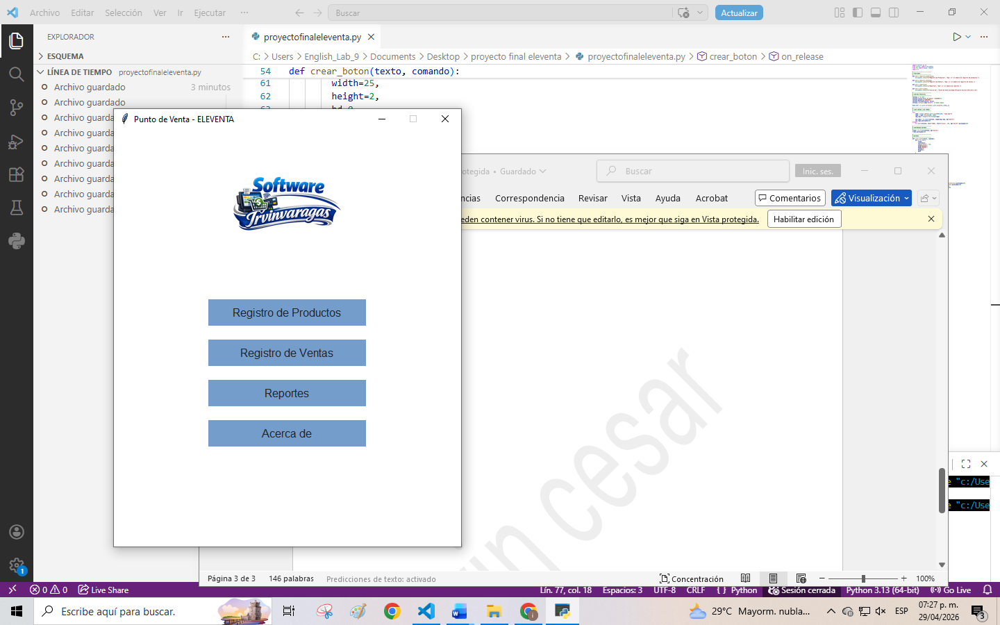 Archivo Editar Selección Ver Ir Ejecutar ··· Buscar Actualizar
EXPLORADOR ···
proyectofinaleleventa.py
ESQUEMA
C: > Users > English_Lab_9 > Documents > Desktop > proyecto final eleventa > proyectofinaleleventa.py > crear_boton > on_release
LÍNEA DE TIEMPO proyectofinaleleventa.py
54 def crear_boton(texto, comando):
Archivo guardado 3 minutos
61 width=25,
62 height=2,
Archivo guardado
Archivo guarda
Archivo guarda
Archivo guarda
Archivo guarda
Archivo guarda
Archivo guarda
Archivo guarda
Punto de Venta - ELEVENTA
Software
Irvinvaragas
Registro de Productos
Registro de Ventas
Reportes
Acerca de
otegida • Guardado Buscar Inic. ses.
ncias Correspondencia Revisar Vista Ayuda Acrobat Comentarios Visualización
eden contener virus. Si no tiene que editarlo, es mejor que siga en Vista protegida. Habilitar edición
cesar
e "c:/Use
e "c:/Use
Página 3 de 3 146 palabras Predicciones de texto: activado Concentración 100%
0 0 Live Share Lín. 77, col. 18 Espacios: 3 UTF-8 CRLF { } Python Sesión cerrada Python 3.13 (64-bit) Go Live
1
Escribe aquí para buscar. 29°C Mayorm. nubla... ESP 07:27 p. m.
29/04/2026 3